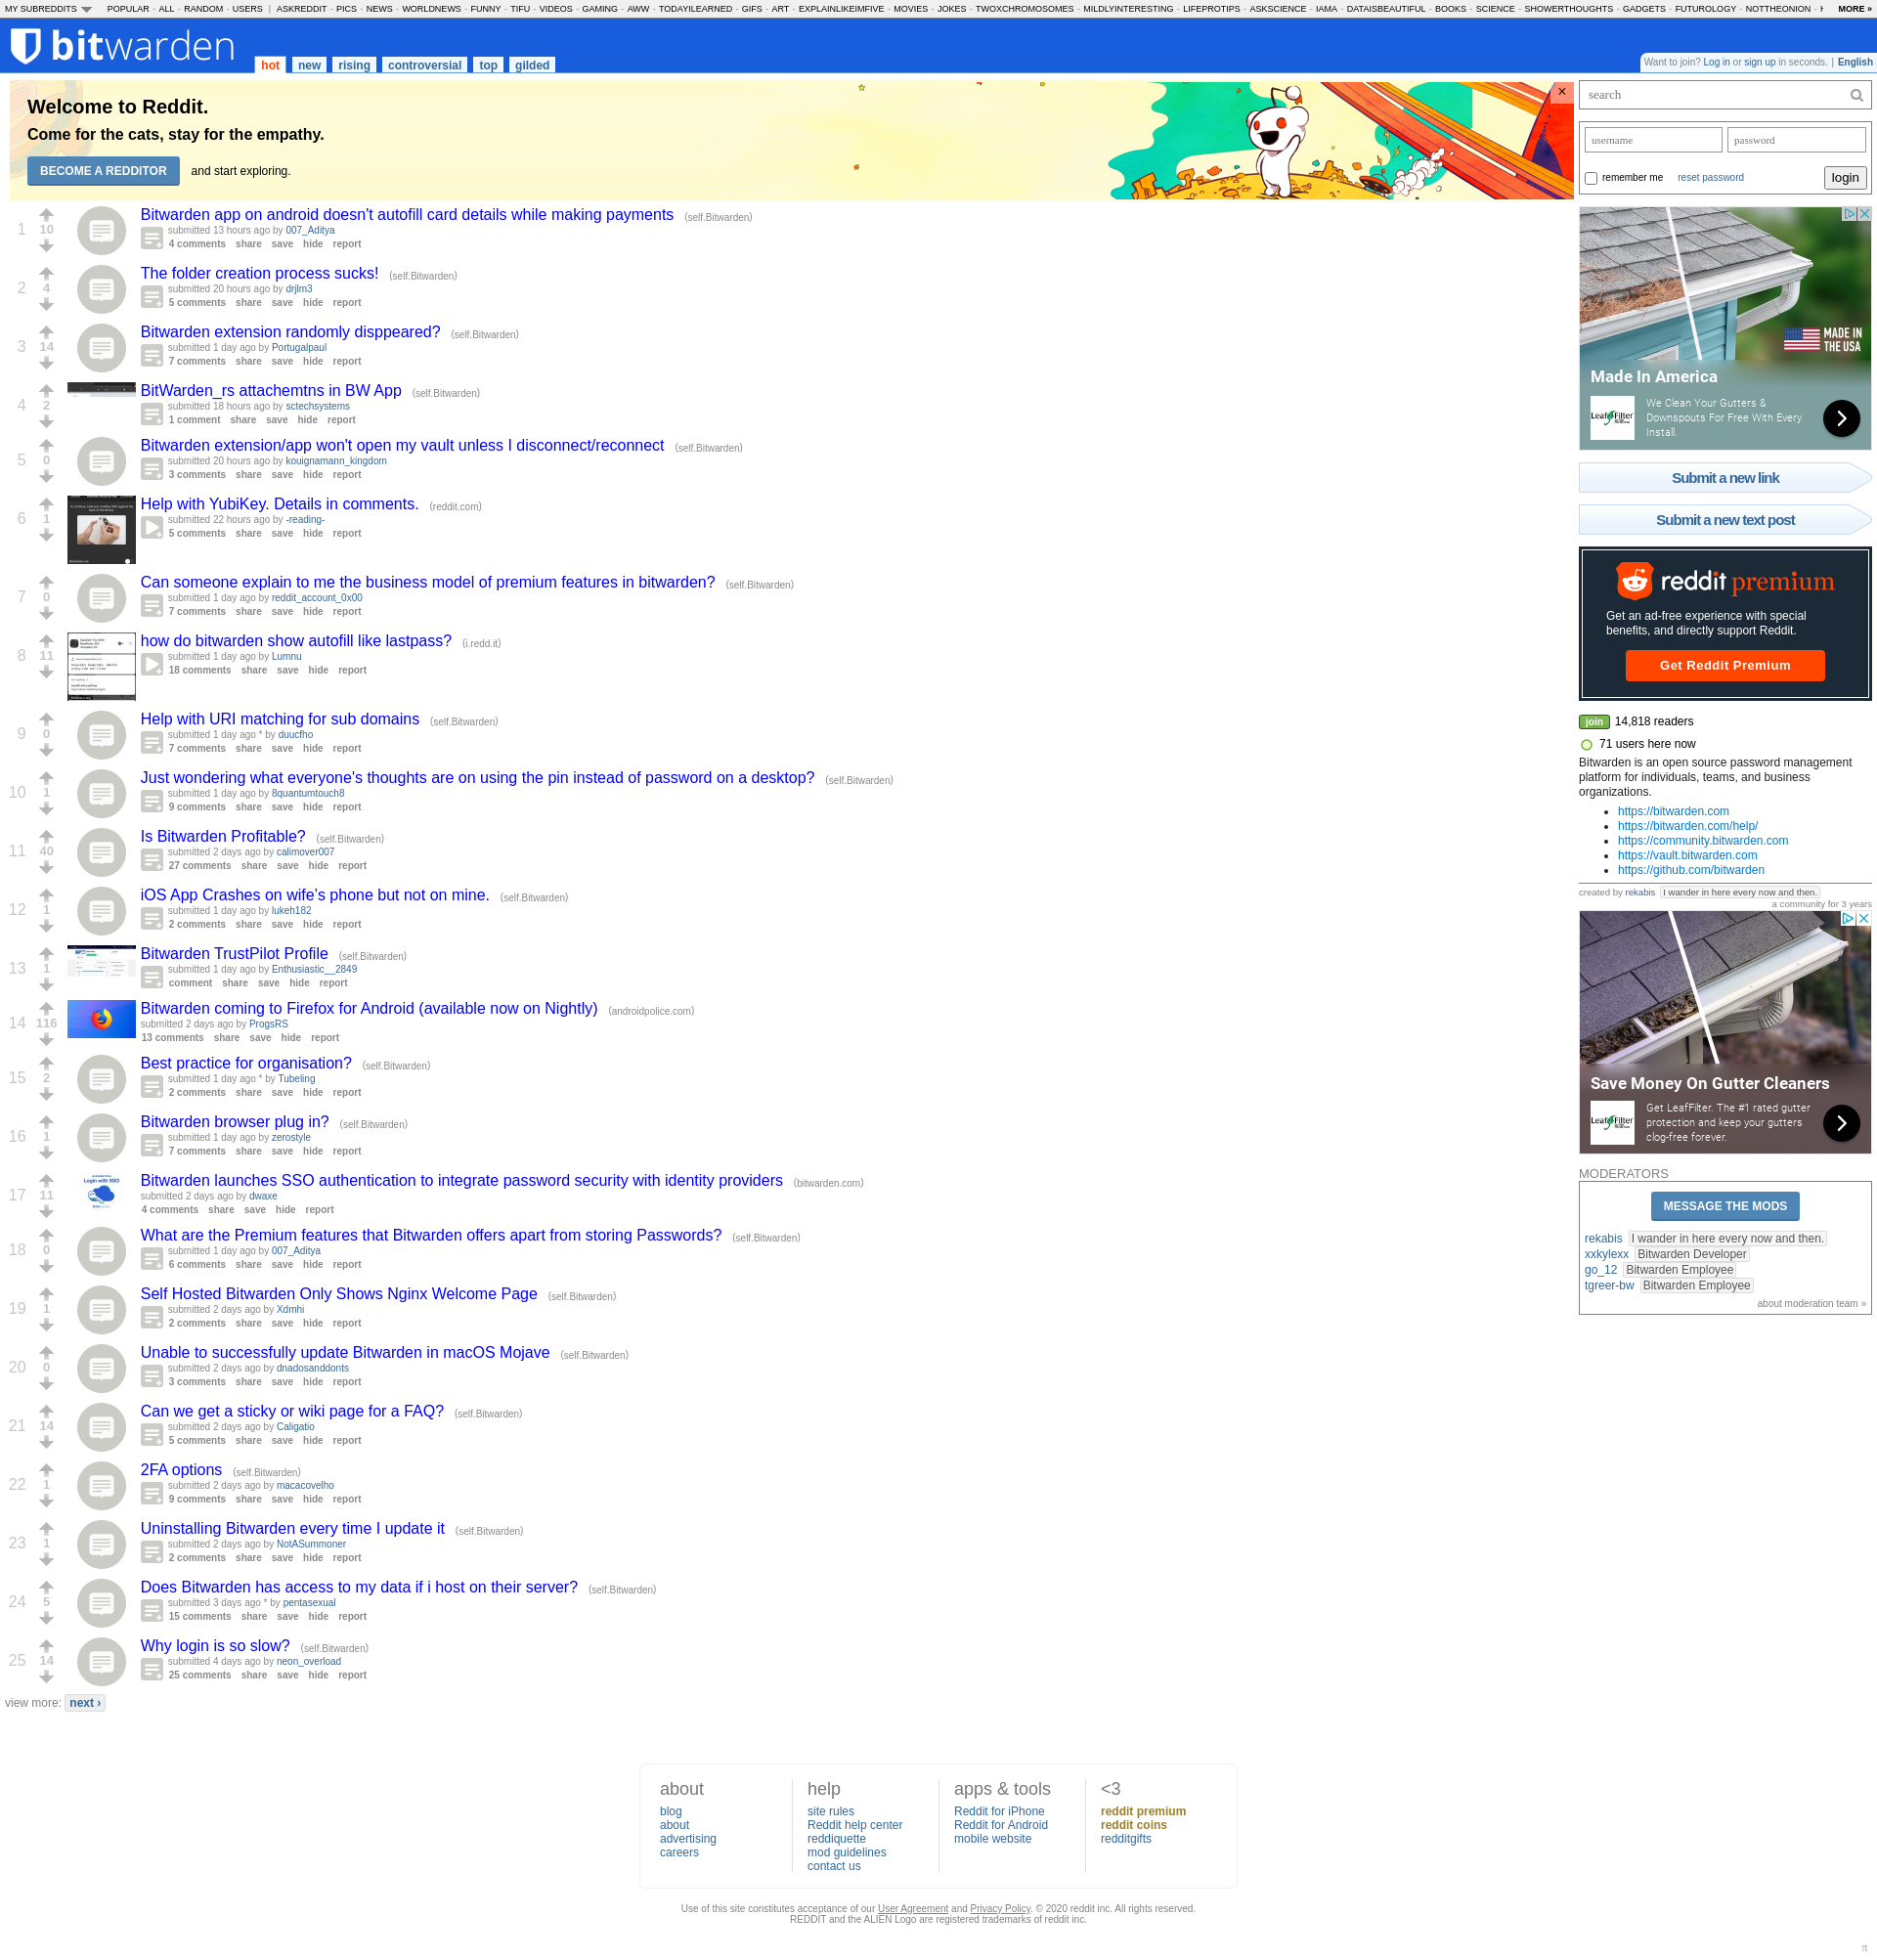 MY SUBREDDITS POPULAR - ALL - RANDOM - USERS | ASKREDDIT - PICS - NEWS - WORLDNEWS - FUNNY - TIFU - VIDEOS - GAMING - AWW - TODAYILEARNED - GIFS - ART - EXPLAINLIKEIMFIVE - MOVIES - JOKES - TWOXCHROMOSOMES - MILDLYINTERESTING - LIFEPROTIPS - ASKSCIENCE - IAMA - DATAISBEAUTIFUL - BOOKS - SCIENCE - SHOWERTHOUGHTS - GADGETS - FUTUROLOGY - NOTTHEONION - MORE »
bitwarden
hot new rising controversial top gilded
Want to join? Log in or sign up in seconds. | English
Welcome to Reddit.
Come for the cats, stay for the empathy.
BECOME A REDDITOR and start exploring.
×
1
10
Bitwarden app on android doesn't autofill card details while making payments (self.Bitwarden)
submitted 13 hours ago by 007_Aditya
4 comments share save hide report
2
4
The folder creation process sucks! (self.Bitwarden)
submitted 20 hours ago by drjlm3
5 comments share save hide report
3
14
Bitwarden extension randomly disppeared? (self.Bitwarden)
submitted 1 day ago by Portugalpaul
7 comments share save hide report
4
2
BitWarden_rs attachemtns in BW App (self.Bitwarden)
submitted 18 hours ago by sctechsystems
1 comment share save hide report
5
0
Bitwarden extension/app won't open my vault unless I disconnect/reconnect (self.Bitwarden)
submitted 20 hours ago by kouignamann_kingdom
3 comments share save hide report
6
1
Help with YubiKey. Details in comments. (reddit.com)
submitted 22 hours ago by -reading-
5 comments share save hide report
7
0
Can someone explain to me the business model of premium features in bitwarden? (self.Bitwarden)
submitted 1 day ago by reddit_account_0x00
7 comments share save hide report
8
11
how do bitwarden show autofill like lastpass? (i.redd.it)
submitted 1 day ago by Lumnu
18 comments share save hide report
9
0
Help with URI matching for sub domains (self.Bitwarden)
submitted 1 day ago * by duucfho
7 comments share save hide report
10
1
Just wondering what everyone's thoughts are on using the pin instead of password on a desktop? (self.Bitwarden)
submitted 1 day ago by 8quantumtouch8
9 comments share save hide report
11
40
Is Bitwarden Profitable? (self.Bitwarden)
submitted 2 days ago by calimover007
27 comments share save hide report
12
1
iOS App Crashes on wife's phone but not on mine. (self.Bitwarden)
submitted 1 day ago by lukeh182
2 comments share save hide report
13
1
Bitwarden TrustPilot Profile (self.Bitwarden)
submitted 1 day ago by Enthusiastic__2849
comment share save hide report
14
116
Bitwarden coming to Firefox for Android (available now on Nightly) (androidpolice.com)
submitted 2 days ago by ProgsRS
13 comments share save hide report
15
2
Best practice for organisation? (self.Bitwarden)
submitted 1 day ago * by Tubeling
2 comments share save hide report
16
1
Bitwarden browser plug in? (self.Bitwarden)
submitted 1 day ago by zerostyle
7 comments share save hide report
17
11
Login with SSO
Bitwarden launches SSO authentication to integrate password security with identity providers (bitwarden.com)
submitted 2 days ago by dwaxe
4 comments share save hide report
18
0
What are the Premium features that Bitwarden offers apart from storing Passwords? (self.Bitwarden)
submitted 1 day ago by 007_Aditya
6 comments share save hide report
19
1
Self Hosted Bitwarden Only Shows Nginx Welcome Page (self.Bitwarden)
submitted 2 days ago by Xdmhi
2 comments share save hide report
20
0
Unable to successfully update Bitwarden in macOS Mojave (self.Bitwarden)
submitted 2 days ago by dnadosanddonts
3 comments share save hide report
21
14
Can we get a sticky or wiki page for a FAQ? (self.Bitwarden)
submitted 2 days ago by Caligatio
5 comments share save hide report
22
1
2FA options (self.Bitwarden)
submitted 2 days ago by macacovelho
9 comments share save hide report
23
1
Uninstalling Bitwarden every time I update it (self.Bitwarden)
submitted 2 days ago by NotASummoner
2 comments share save hide report
24
5
Does Bitwarden has access to my data if i host on their server? (self.Bitwarden)
submitted 3 days ago * by pentasexual
15 comments share save hide report
25
14
Why login is so slow? (self.Bitwarden)
submitted 4 days ago by neon_overload
25 comments share save hide report
view more: next ›
search
username password
remember me reset password login
MADE IN
THE USA
Made In America
LeafFilter
We Clean Your Gutters &
Downspouts For Free With Every
Install.
Submit a new link
Submit a new text post
reddit premium
Get an ad-free experience with special
benefits, and directly support Reddit.
Get Reddit Premium
join 14,818 readers
71 users here now
Bitwarden is an open source password management
platform for individuals, teams, and business
organizations.
https://bitwarden.com
https://bitwarden.com/help/
https://community.bitwarden.com
https://vault.bitwarden.com
https://github.com/bitwarden
created by rekabis I wander in here every now and then.
a community for 3 years
Save Money On Gutter Cleaners
LeafFilter
Get LeafFilter. The #1 rated gutter
protection and keep your gutters
clog-free forever.
MODERATORS
MESSAGE THE MODS
rekabis I wander in here every now and then.
xxkylexx Bitwarden Developer
go_12 Bitwarden Employee
tgreer-bw Bitwarden Employee
about moderation team »
about
blog
about
advertising
careers
help
site rules
Reddit help center
reddiquette
mod guidelines
contact us
apps & tools
Reddit for iPhone
Reddit for Android
mobile website
<3
reddit premium
reddit coins
redditgifts
Use of this site constitutes acceptance of our User Agreement and Privacy Policy. © 2020 reddit inc. All rights reserved.
REDDIT and the ALIEN Logo are registered trademarks of reddit inc.
π